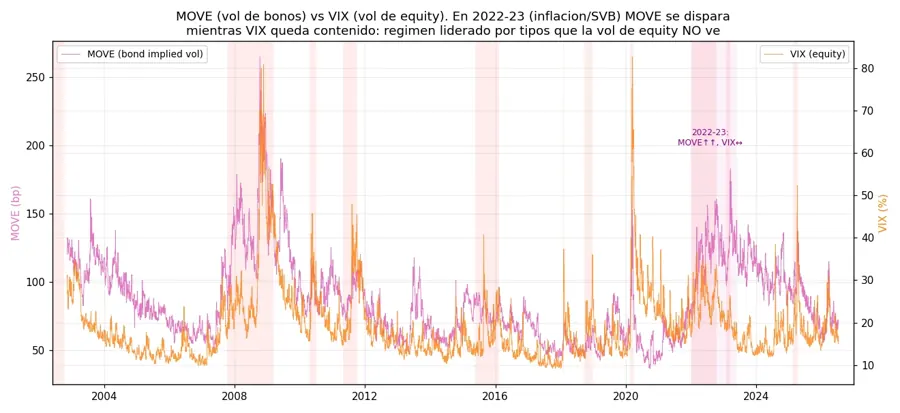 MOVE (vol de bonos) vs VIX (vol de equity). En 2022-23 (inflacion/SVB) MOVE se dispara
mientras VIX queda contenido: regimen liderado por tipos que la vol de equity NO ve
MOVE (bond implied vol)
VIX (equity)
2022-23:
MOVE↑↑, VIX↔
MOVE (bp)
250
200
150
100
50
VIX (%)
80
70
60
50
40
30
20
10
2004
2008
2012
2016
2020
2024